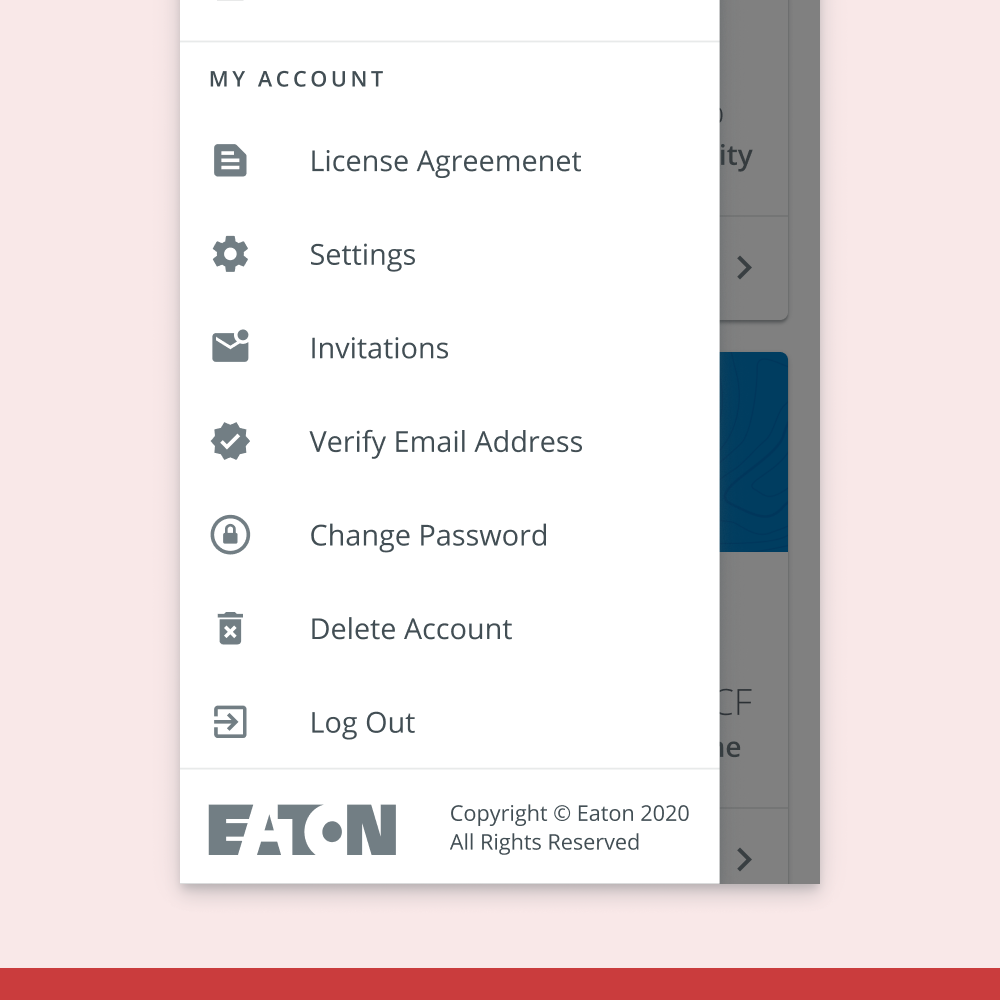 MY ACCOUNT
ity
License Agreemenet
Settings
Invitations
Verify Email Address
Change Password
Delete Account
CF
ne
Log Out
EATON
Copyright © Eaton 2020
All Rights Reserved